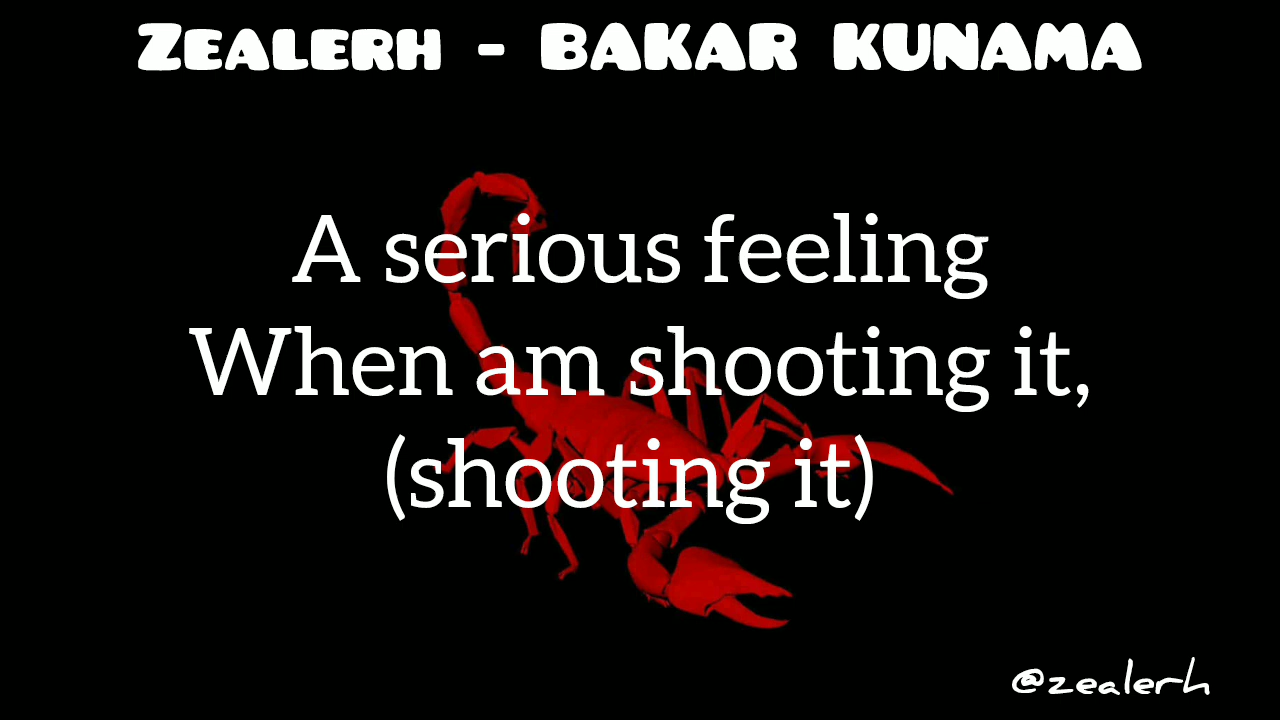 Zealerh - BAKAR KUNAMA
A serious feeling
When am shooting it,
(shooting it)
@zealerh